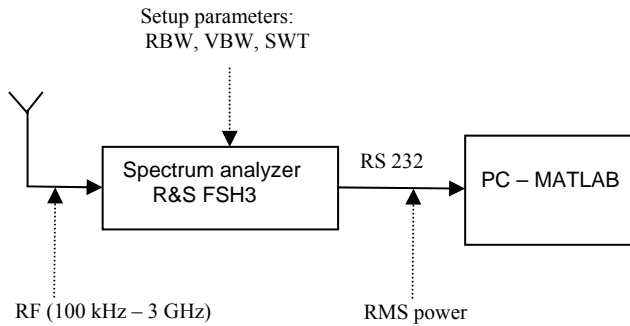 Setup parameters:
RBW, VBW, SWT
Spectrum analyzer
R&S FSH3
RS 232
PC – MATLAB
RF (100 kHz – 3 GHz)
RMS power